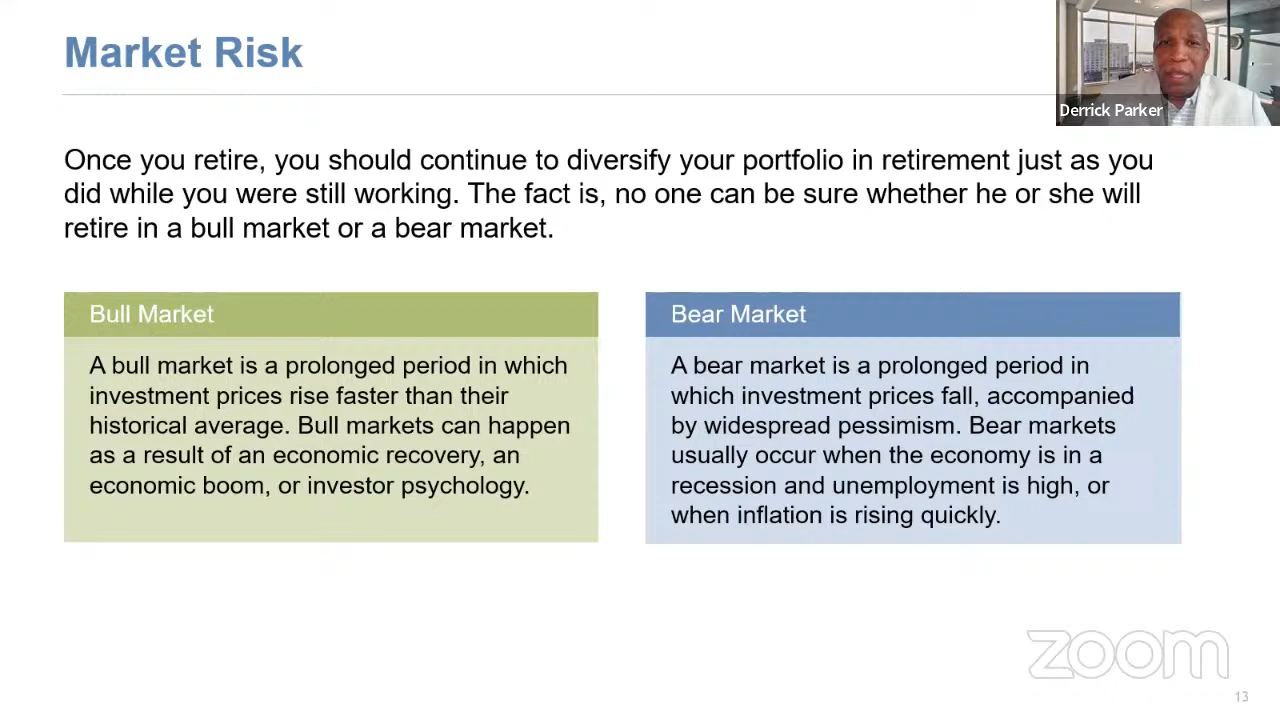 Market Risk
Derrick Parker
Once you retire, you should continue to diversify your portfolio in retirement just as you
did while you were still working. The fact is, no one can be sure whether he or she will
retire in a bull market or a bear market.
Bull Market
A bull market is a prolonged period in which
investment prices rise faster than their
historical average. Bull markets can happen
as a result of an economic recovery, an
economic boom, or investor psychology.
Bear Market
A bear market is a prolonged period in
which investment prices fall, accompanied
by widespread pessimism. Bear markets
usually occur when the economy is in a
recession and unemployment is high, or
when inflation is rising quickly.
zoom
13